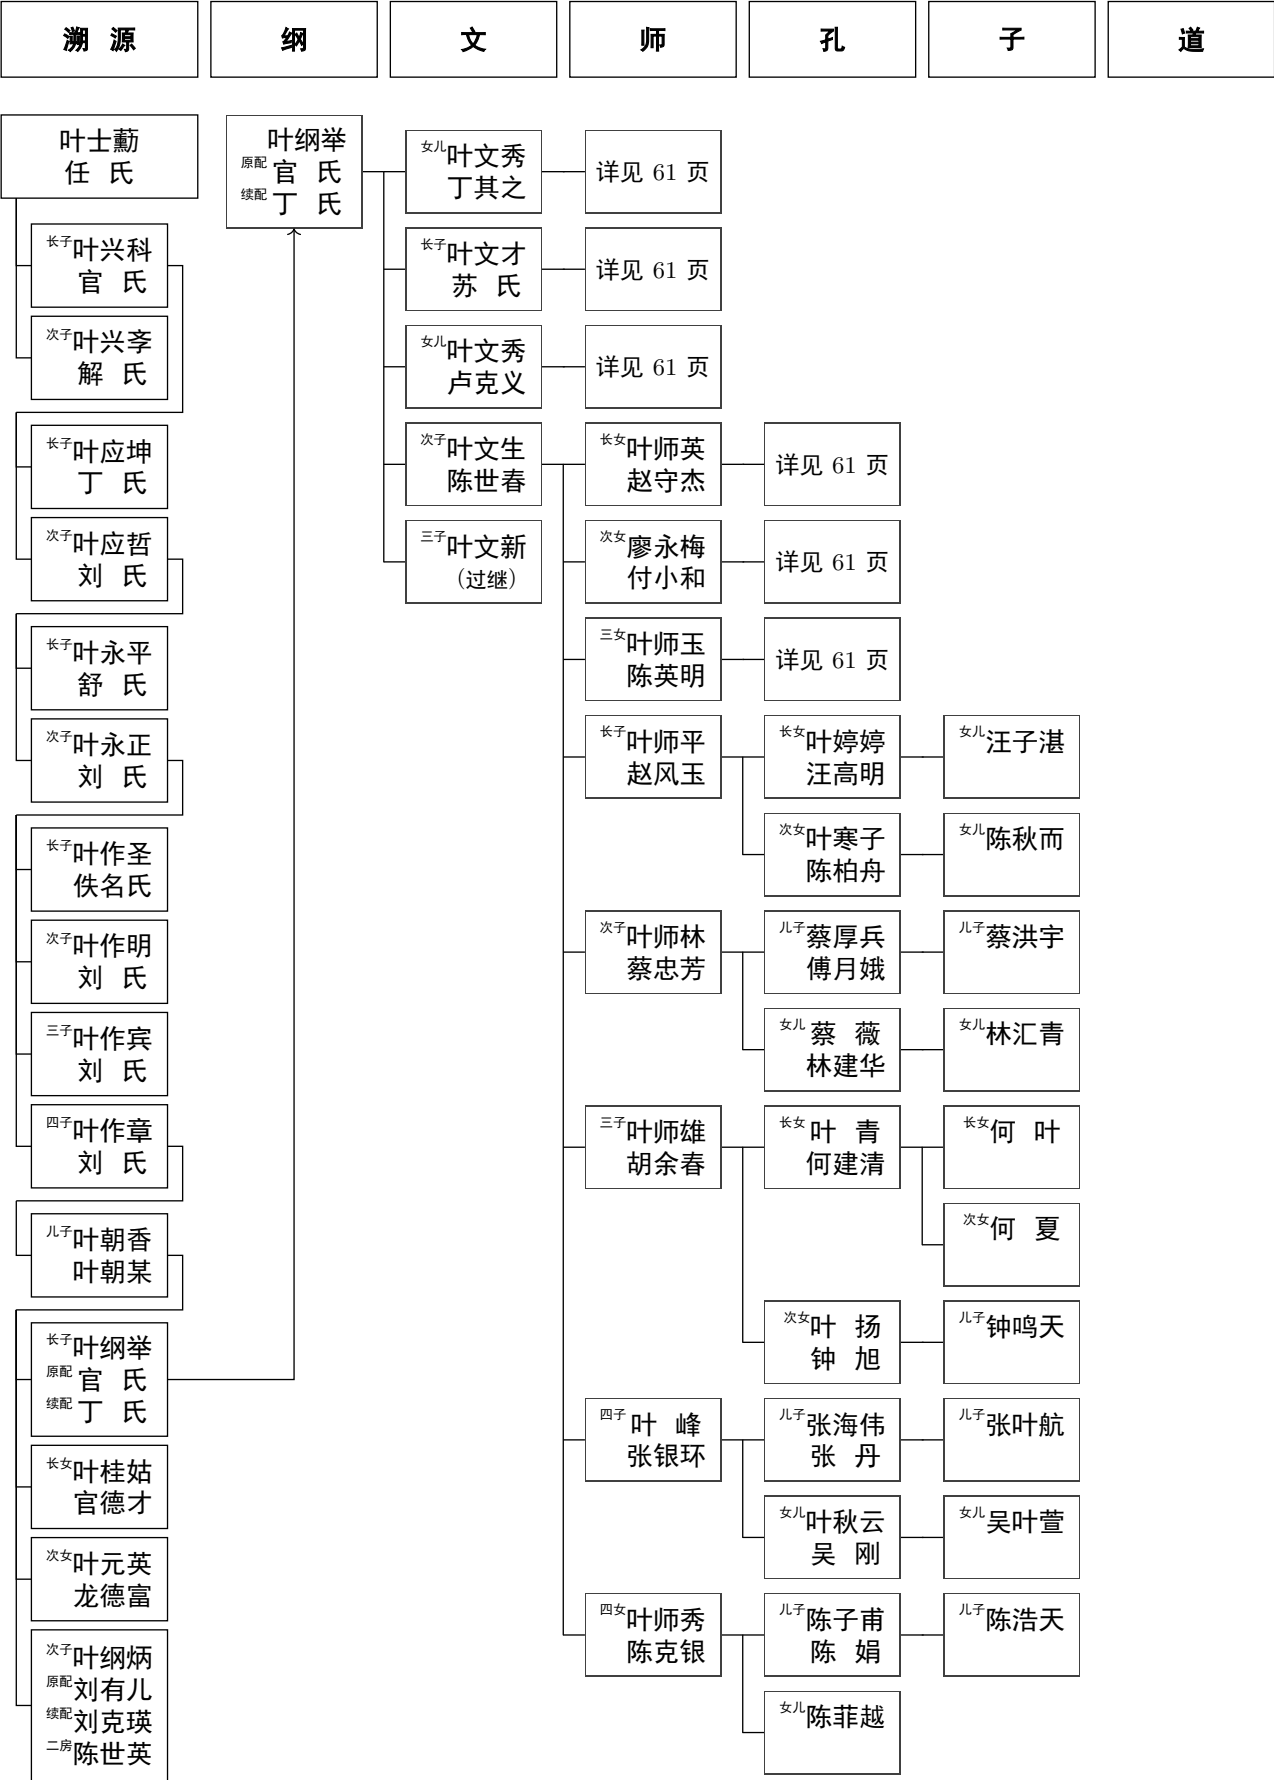 溯 源
纲
文
师
孔
子
道
叶士勷
任 氏
长子叶兴科
官 氏
次子叶兴斈
解 氏
长子叶应坤
丁 氏
次子叶应哲
刘 氏
长子叶永平
舒 氏
次子叶永正
刘 氏
长子叶作圣
佚名氏
次子叶作明
刘 氏
三子叶作宾
刘 氏
四子叶作章
刘 氏
儿子叶朝香
叶朝某
长子叶纲举
原配官 氏
续配丁 氏
长女叶桂姑
官德才
次女叶元英
龙德富
次子叶纲炳
原配刘有儿
续配刘克瑛
二房陈世英
叶纲举
原配官 氏
续配丁 氏
女儿叶文秀
丁其之
详见 61 页
长子叶文才
苏 氏
详见 61 页
女儿叶文秀
卢克义
详见 61 页
次子叶文生
陈世春
三子叶文新
（过继）
长女叶师英
赵守杰
详见 61 页
次女廖永梅
付小和
详见 61 页
三女叶师玉
陈英明
详见 61 页
长子叶师平
赵风玉
长女叶婷婷
汪高明
女儿汪子湛
次女叶寒子
陈柏舟
女儿陈秋而
次子叶师林
蔡忠芳
儿子蔡厚兵
傅月娥
儿子蔡洪宇
女儿蔡 薇
林建华
女儿林汇青
三子叶师雄
胡余春
长女叶 青
何建清
长女何 叶
次女何 夏
次女叶 扬
钟 旭
儿子钟鸣天
四子叶 峰
张银环
儿子张海伟
张 丹
儿子张叶航
女儿叶秋云
吴 刚
女儿吴叶萱
四女叶师秀
陈克银
儿子陈子甫
陈 娟
儿子陈浩天
女儿陈菲越